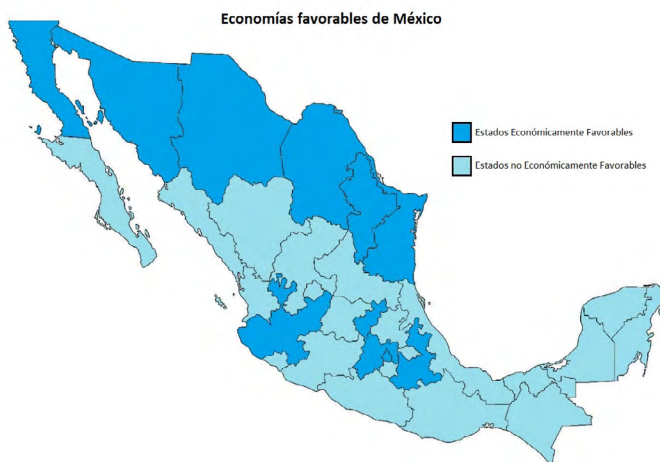 Economías favorables de México
Estados Económicamente Favorables
Estados no Económicamente Favorables